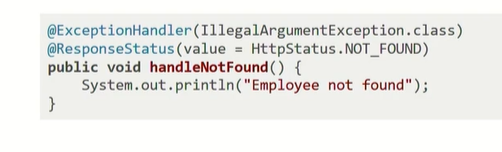 @ExceptionHandler(IllegalArgumentException.class)
@ResponseStatus(value = HttpStatus.NOT_FOUND)
public void handleNotFound() {
    System.out.println("Employee not found");
}